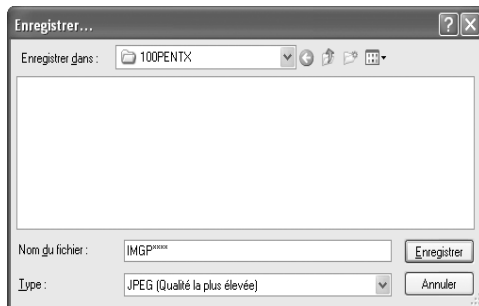 Enregistrer...
Enregistrer dans : 100PENTX
Nom du fichier : IMGP**** Enregistrer
Type : JPEG (Qualité la plus élevée) Annuler